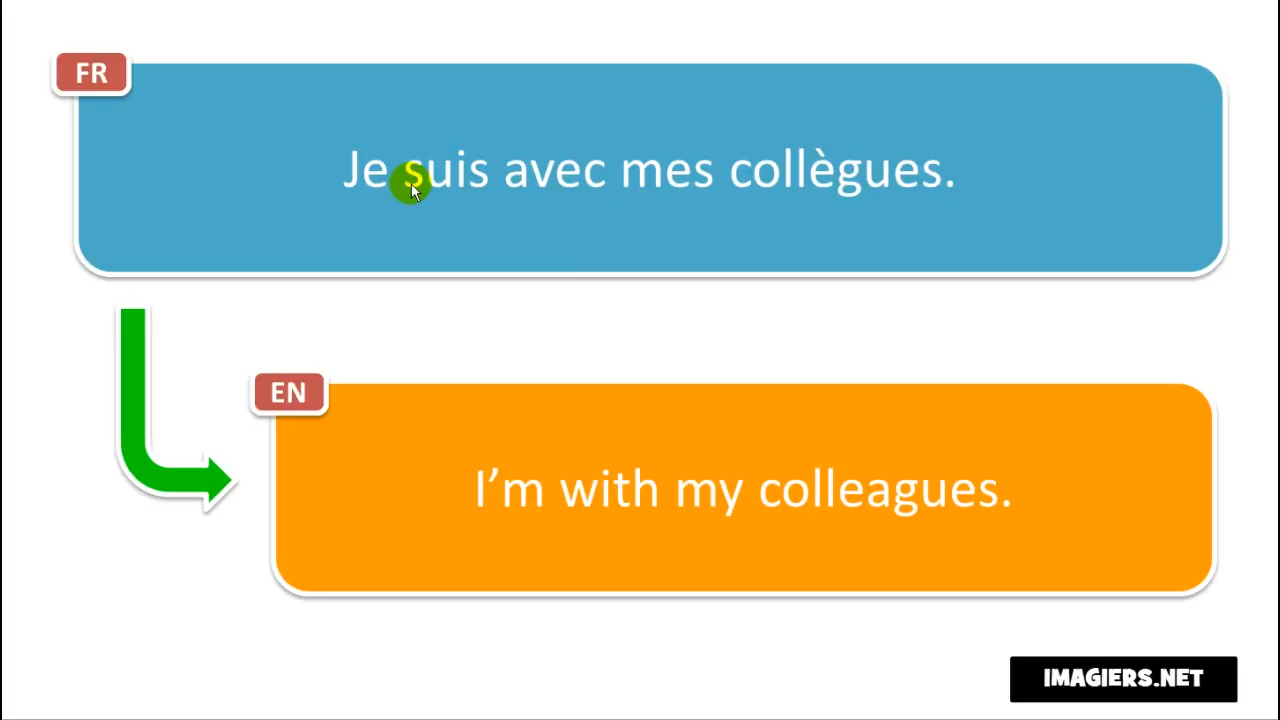 FR
Je suis avec mes collègues.
EN
I’m with my colleagues.
IMAGIERS.NET